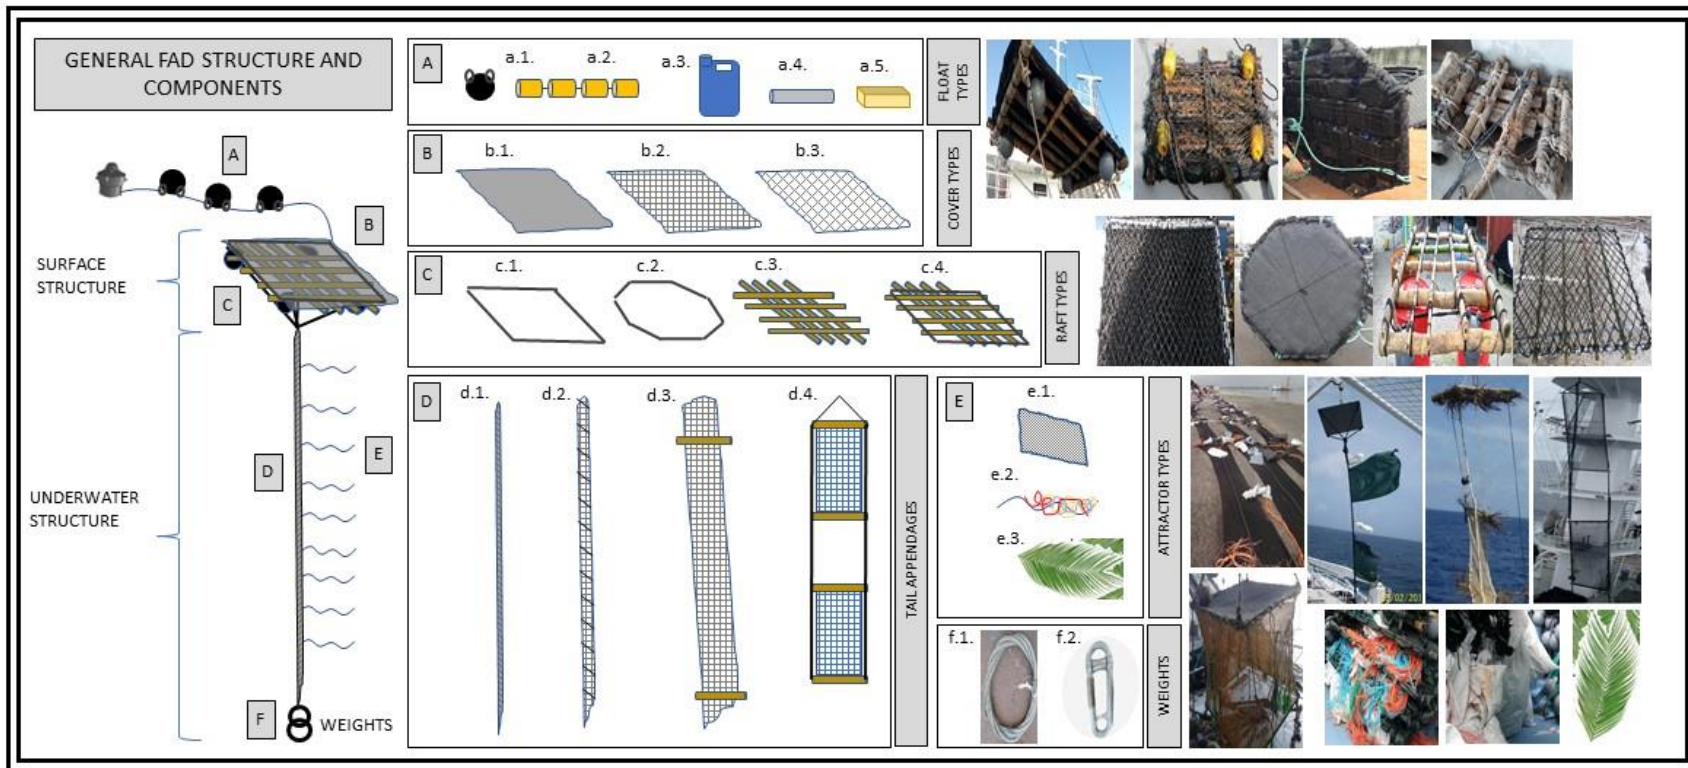 GENERAL FAD STRUCTURE AND
COMPONENTS
A
B
SURFACE
STRUCTURE
C
D
E
UNDERWATER
STRUCTURE
F
WEIGHTS
A
a.1.
a.2.
a.3.
a.4.
a.5.
FLOAT
TYPES
B
b.1.
b.2.
b.3.
COVER TYPES
C
c.1.
c.2.
c.3.
c.4.
RAFT TYPES
D
d.1.
d.2.
d.3.
d.4.
TAIL APPENDAGES
E
e.1.
e.2.
e.3.
ATTRACTOR TYPES
f.1.
f.2.
WEIGHTS